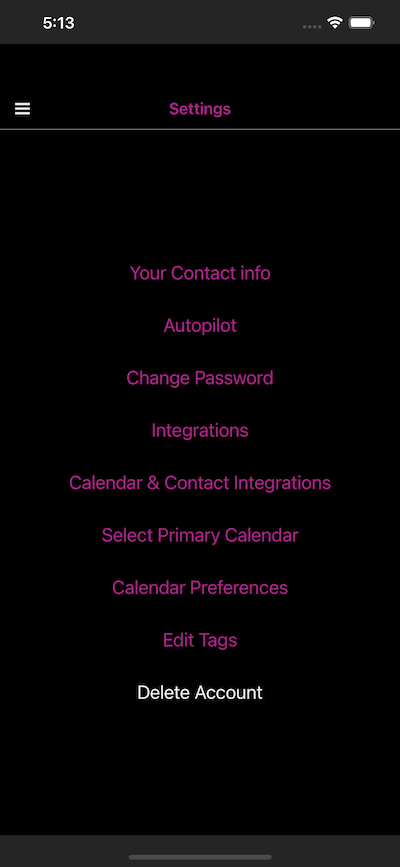 5:13
Settings
Your Contact info
Autopilot
Change Password
Integrations
Calendar & Contact Integrations
Select Primary Calendar
Calendar Preferences
Edit Tags
Delete Account